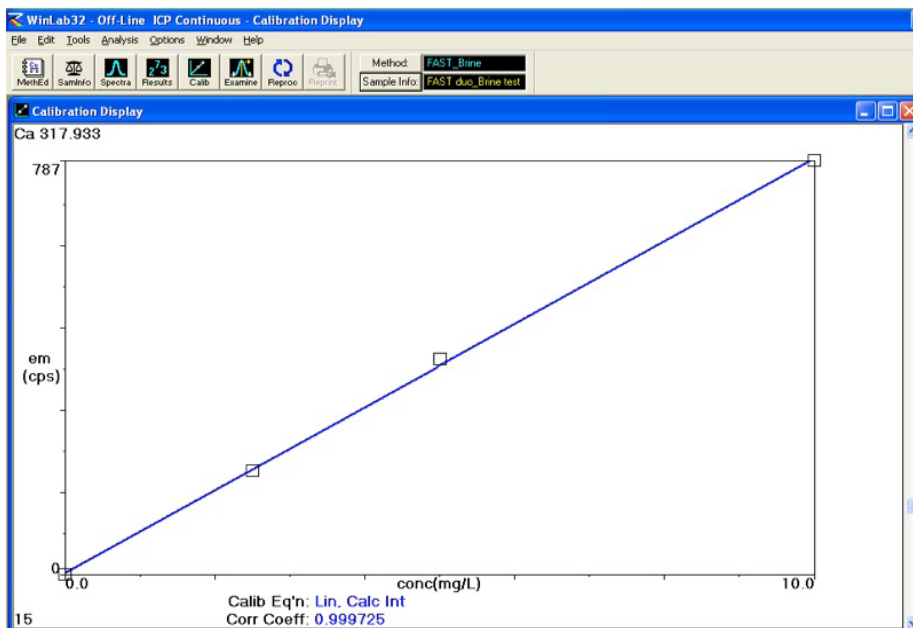 WinLab32 - Off-Line ICP Continuous - Calibration Display
File Edit Tools Analysis Options Window Help
MethEd SamInfo Spectra Results Calib Examine Reproc Reprint
Method: FAST_Brine
Sample Info: FAST duo_Brine test
Calibration Display
Ca 317.933
787
em
(cps)
0
0.0 conc(mg/L) 10.0
Calib Eq'n: Lin, Calc Int
15 Corr Coeff: 0.999725